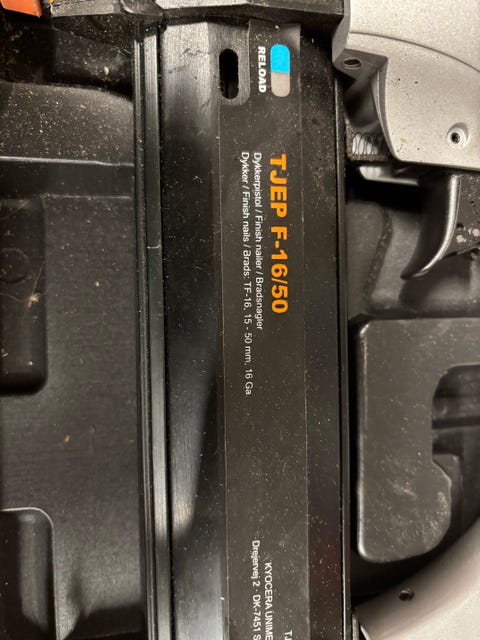 RELOAD
TJEP F-16/50
Dykkerpistol / Finish nailer / Bradsnagler
Dykker / Finish nails / Brads: TF-16, 15 - 50 mm, 16 Ga
TJ
KYOCERA UNIME
Drejervej 2 · DK-7451 S